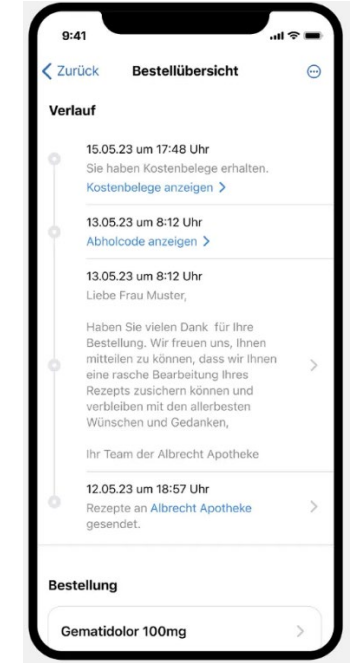 9:41
Zurück Bestellübersicht
Verlauf
15.05.23 um 17:48 Uhr
Sie haben Kostenbelege erhalten.
Kostenbelege anzeigen >
13.05.23 um 8:12 Uhr
Abholcode anzeigen >
13.05.23 um 8:12 Uhr
Liebe Frau Muster,
Haben Sie vielen Dank für Ihre
Bestellung. Wir freuen uns, Ihnen
mitteilen zu können, dass wir Ihnen
eine rasche Bearbeitung Ihres
Rezepts zusichern können und
verbleiben mit den allerbesten
Wünschen und Gedanken,
Ihr Team der Albrecht Apotheke
12.05.23 um 18:57 Uhr
Rezepte an Albrecht Apotheke
gesendet.
Bestellung
Gematidolor 100mg